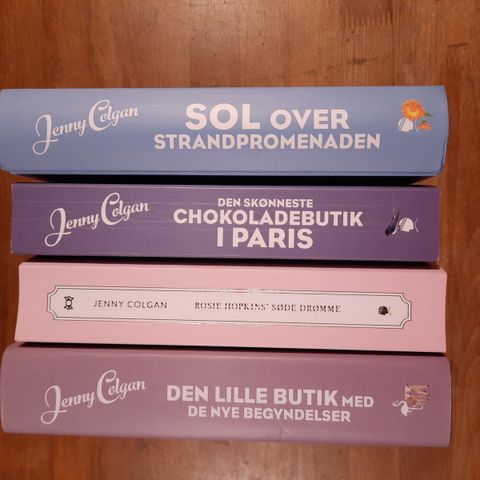 Jenny Colgan
SOL OVER
STRANDPROMENADEN
Jenny Colgan
DEN SKØNNESTE
CHOKOLADEBUTIK
I PARIS
JENNY COLGAN
ROSIE HOPKINS' SØDE DRØMME
Jenny Colgan
DEN LILLE BUTIK MED
DE NYE BEGYNDELSER